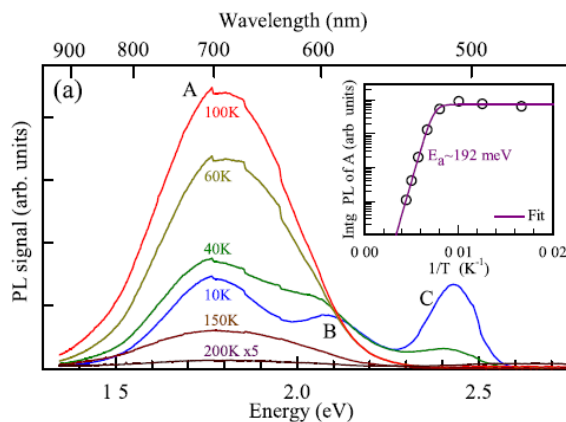 Wavelength (nm)
900 800 700 600 500
(a)
A
100K
60K
40K
10K
B
150K
200K x5
C
PL signal (arb. units)
1 5 2.0 2.5
Energy (eV)
Intg PL of A (arb units)
E_a~192 meV
Fit
0 00 0 01 0 02
1/T (K⁻¹)